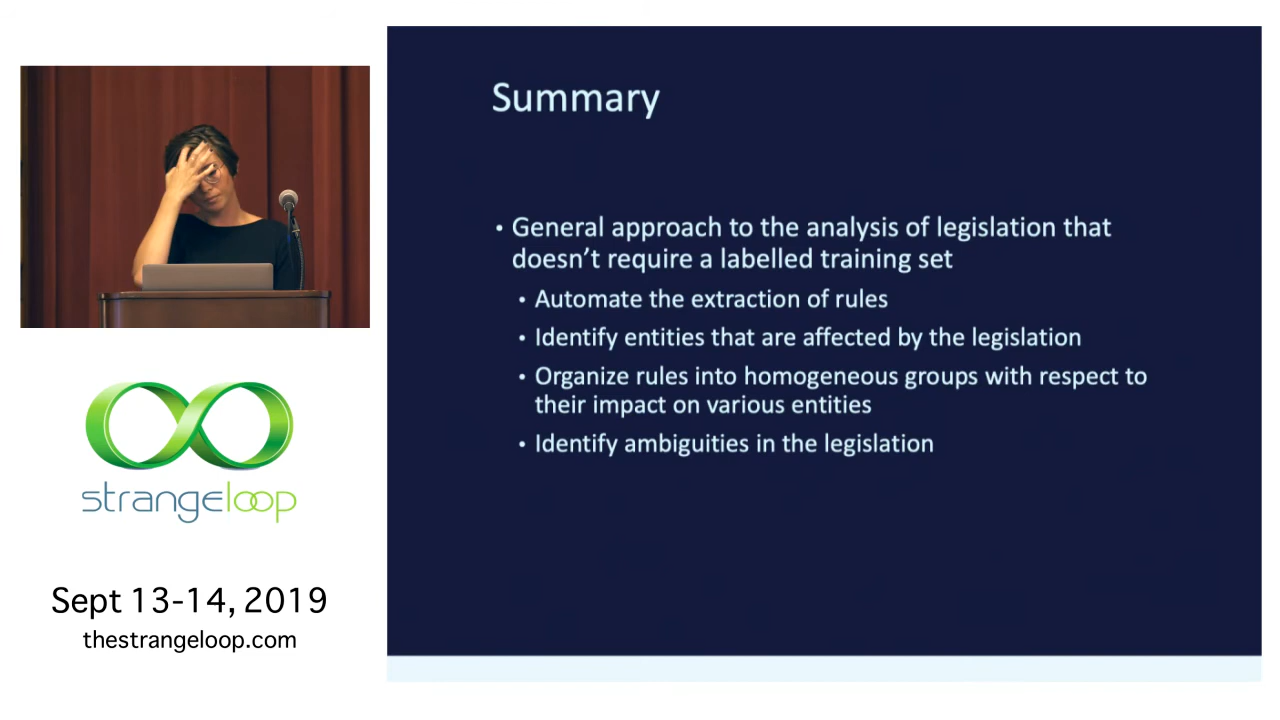 Summary
• General approach to the analysis of legislation that
doesn’t require a labelled training set
• Automate the extraction of rules
• Identify entities that are affected by the legislation
• Organize rules into homogeneous groups with respect to
their impact on various entities
• Identify ambiguities in the legislation
strangeloop
Sept 13-14, 2019
thestrangeloop.com